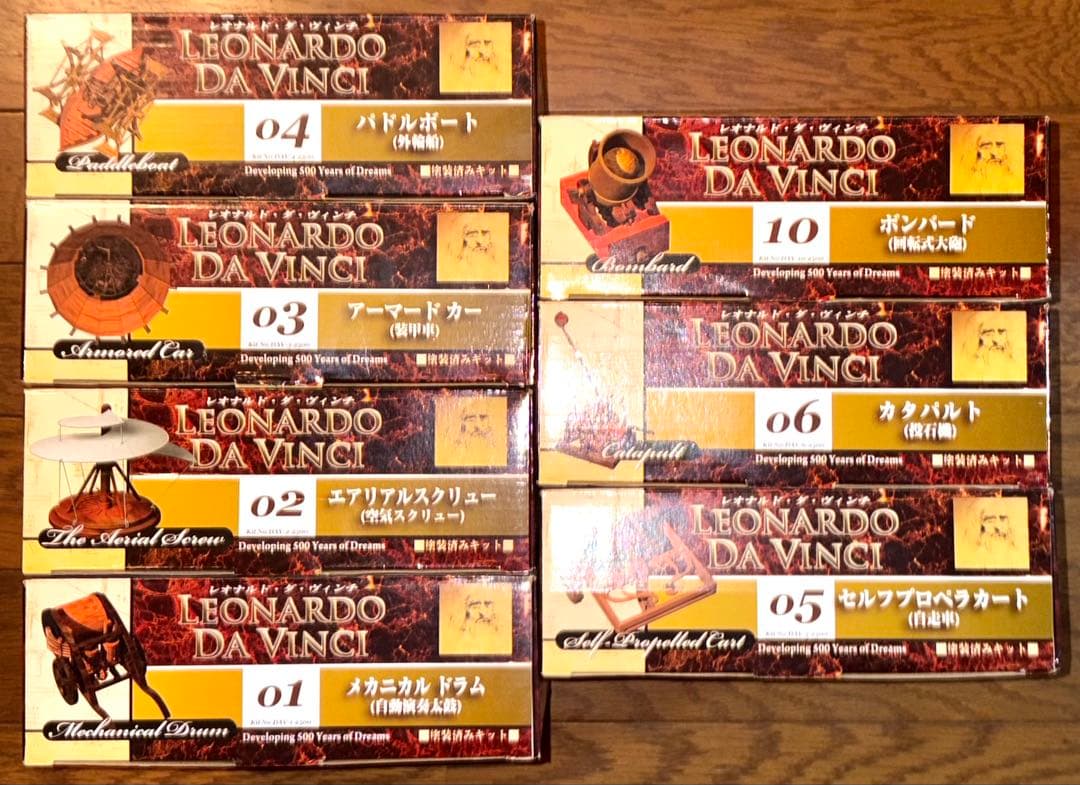 レオナルド・ダ・ヴィンチ
LEONARDO
DA VINCI
04
パドルボート
(外輪船)
Paddleboat
Developing 500 Years of Dreams
■塗装済みキット■
レオナルド・ダ・ヴィンチ
LEONARDO
DA VINCI
03
アーマード カー
(装甲車)
Armored Car
Developing 500 Years of Dreams
■塗装済みキット■
レオナルド・ダ・ヴィンチ
LEONARDO
DA VINCI
02
エアリアルスクリュー
(空気スクリュー)
The Aerial Screw
Developing 500 Years of Dreams
■塗装済みキット■
レオナルド・ダ・ヴィンチ
LEONARDO
DA VINCI
01
メカニカル ドラム
(自動演奏太鼓)
Mechanical Drum
Developing 500 Years of Dreams
■塗装済みキット■
レオナルド・ダ・ヴィンチ
LEONARDO
DA VINCI
10
ボンバード
(回転式大砲)
Bombard
Developing 500 Years of Dreams
■塗装済みキット■
レオナルド・ダ・ヴィンチ
LEONARDO
DA VINCI
06
カタパルト
(投石機)
Catapult
Developing 500 Years of Dreams
■塗装済みキット■
レオナルド・ダ・ヴィンチ
LEONARDO
DA VINCI
05
セルフプロペラカート
(自走車)
Self-Propelled Cart
Developing 500 Years of Dreams
■塗装済みキット■